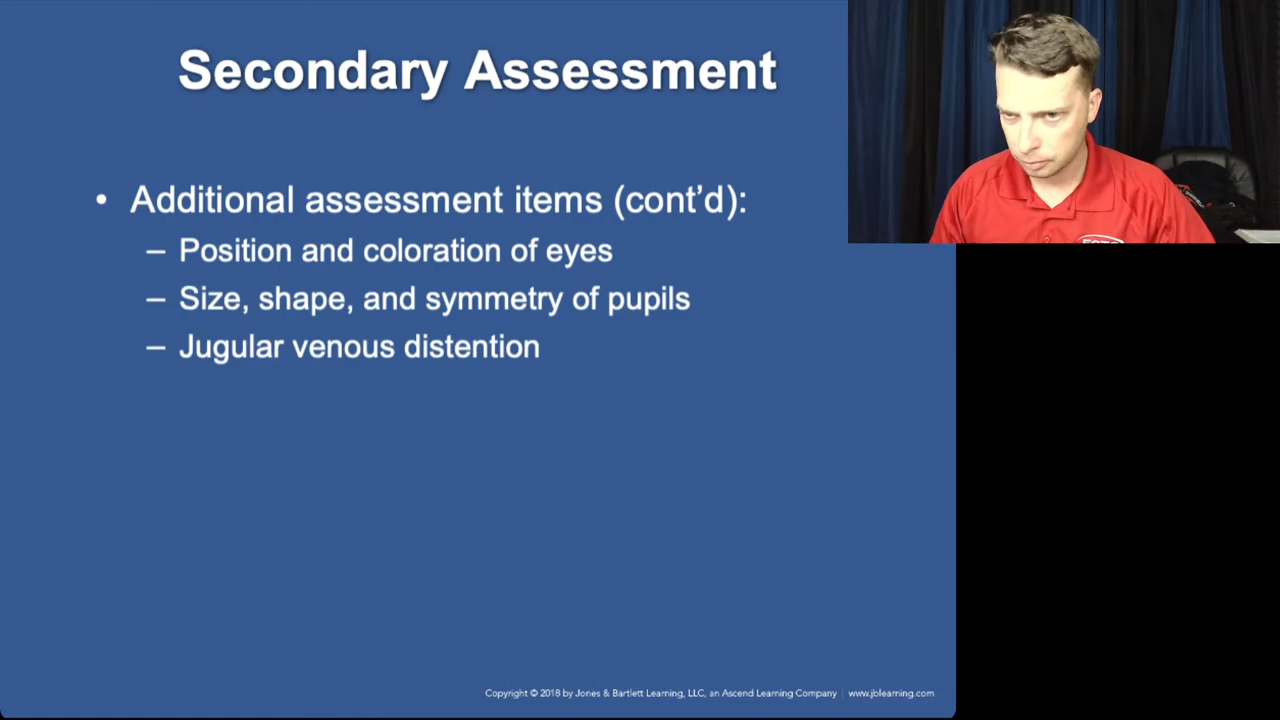 Secondary Assessment
• Additional assessment items (cont’d):
– Position and coloration of eyes
– Size, shape, and symmetry of pupils
– Jugular venous distention
Copyright © 2018 by Jones & Bartlett Learning, LLC, an Ascend Learning Company | www.jblearning.com